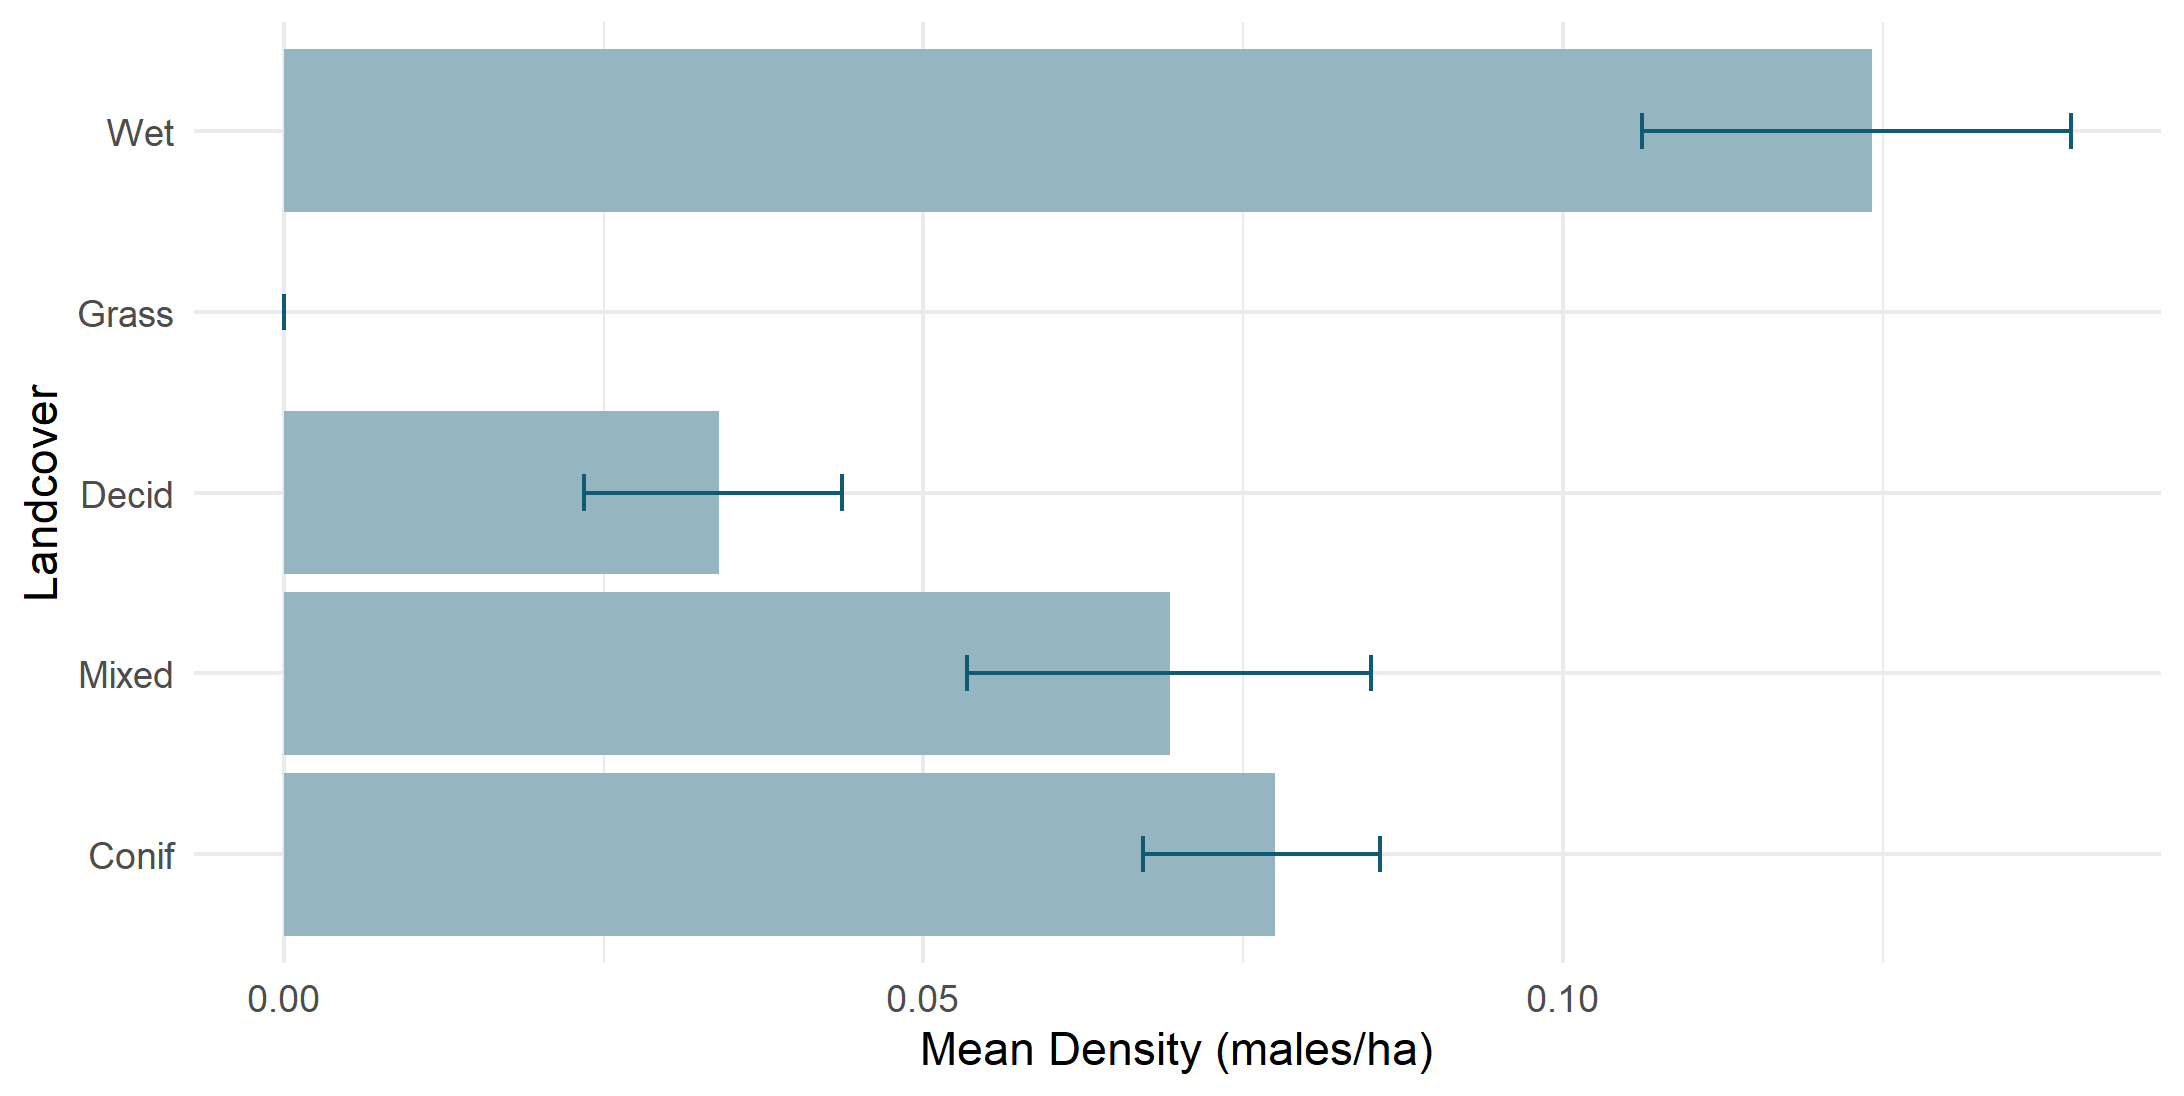 Wet
Grass
Decid
Mixed
Conif
Landcover
0.00 0.05 0.10
Mean Density (males/ha)